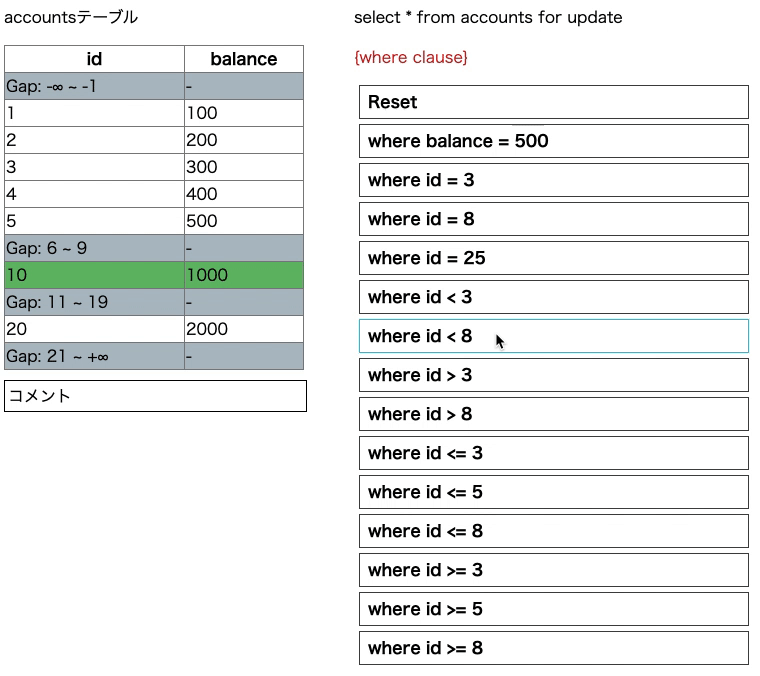 accountsテーブル
id balance
Gap: -∞ ~ -1 -
1 100
2 200
3 300
4 400
5 500
Gap: 6 ~ 9 -
10 1000
Gap: 11 ~ 19 -
20 2000
Gap: 21 ~ +∞ -
コメント
select * from accounts for update
{where clause}
Reset
where balance = 500
where id = 3
where id = 8
where id = 25
where id < 3
where id < 8
where id > 3
where id > 8
where id <= 3
where id <= 5
where id <= 8
where id >= 3
where id >= 5
where id >= 8